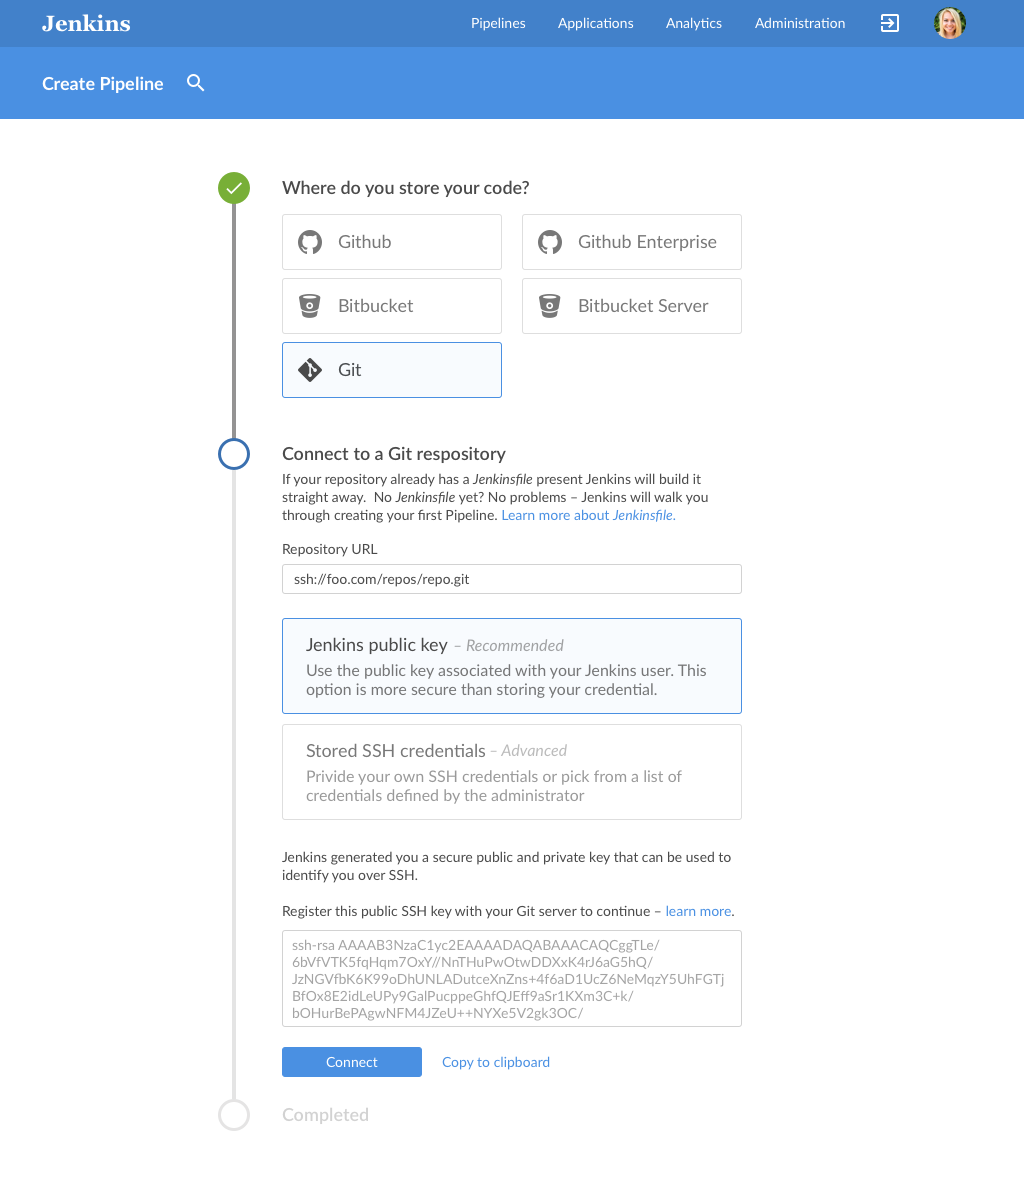 Jenkins
Pipelines Applications Analytics Administration
Create Pipeline
Where do you store your code?
Github
Github Enterprise
Bitbucket
Bitbucket Server
Git
Connect to a Git respository
If your repository already has a Jenkinsfile present Jenkins will build it
straight away. No Jenkinsfile yet? No problems – Jenkins will walk you
through creating your first Pipeline. Learn more about Jenkinsfile.
Repository URL
ssh://foo.com/repos/repo.git
Jenkins public key – Recommended
Use the public key associated with your Jenkins user. This
option is more secure than storing your credential.
Stored SSH credentials – Advanced
Privide your own SSH credentials or pick from a list of
credentials defined by the administrator
Jenkins generated you a secure public and private key that can be used to
identify you over SSH.
Register this public SSH key with your Git server to continue – learn more.
ssh-rsa AAAAB3NzaC1yc2EAAAADAQABAAACAQCggTLe/
6bVfVTK5fqHqm7OxY//NnTHuPwOtwDDXxK4rJ6aG5hQ/
JzNGVfbK6K99oDhUNLADutceXnZns+4f6aD1UcZ6NeMqzY5UhFGTj
BfOx8E2idLeUPy9GalPucppeGhfQJEff9aSr1KXm3C+k/
bOHurBePAgwNFM4JZeU++NYXe5V2gk3OC/
Connect
Copy to clipboard
Completed